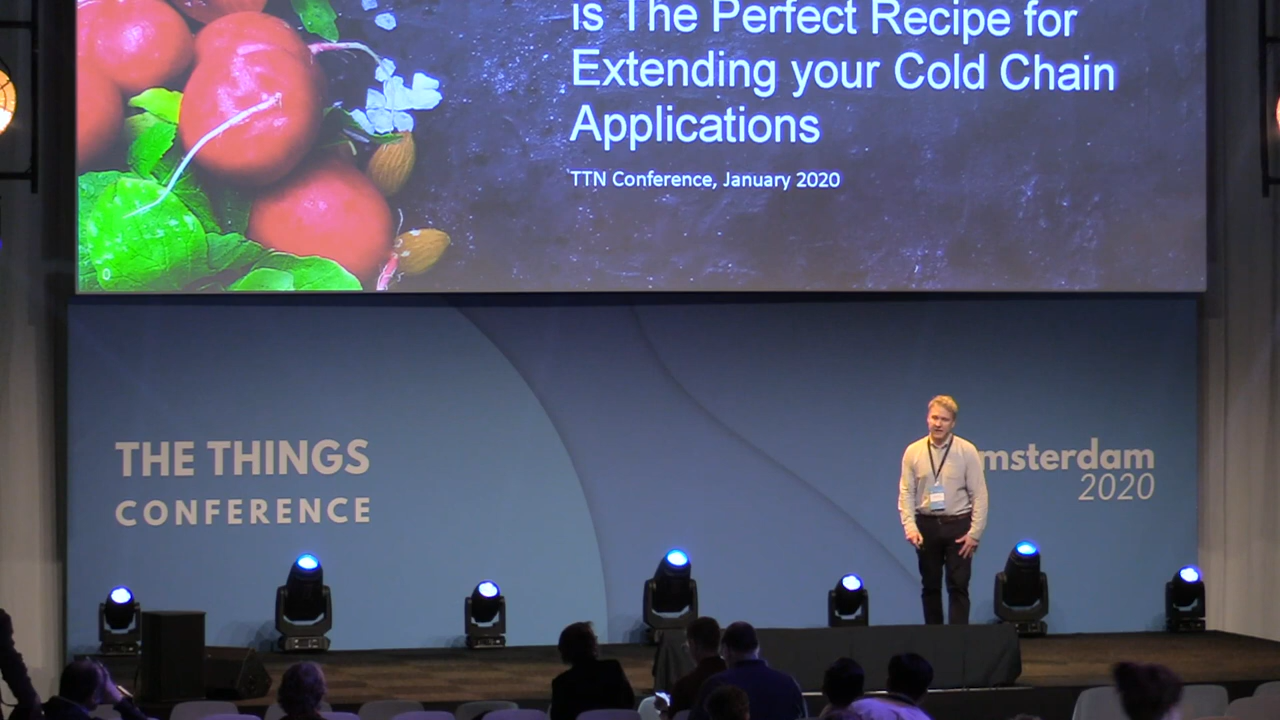 is The Perfect Recipe for
Extending your Cold Chain
Applications
TTN Conference, January 2020
THE THINGS
CONFERENCE
msterdam
2020